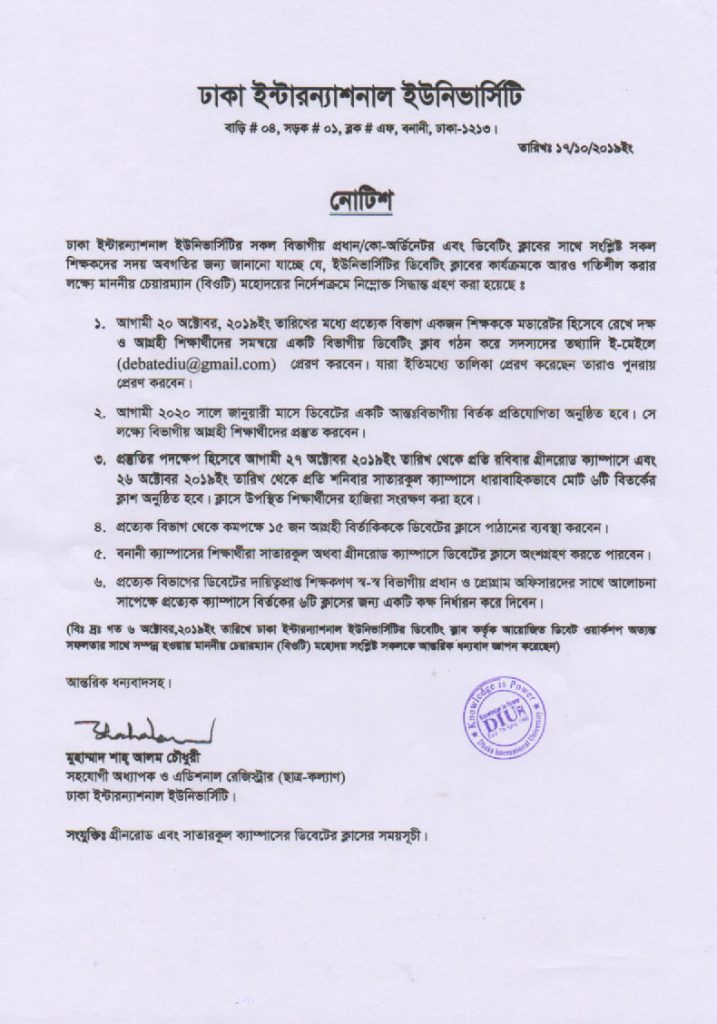 ঢাকা ইন্টারন্যাশনাল ইউনিভার্সিটি
বাড়ি # ০৪, সড়ক # ০১, ব্লক # এফ, বনানী, ঢাকা-১২১৩।
তারিখঃ ১৭/১০/২০১৯ইং
নোটিশ
ঢাকা ইন্টারন্যাশনাল ইউনিভার্সিটির সকল বিভাগীয় প্রধান/কো-অর্ডিনেটর এবং ডিবেটিং ক্লাবের সাথে সংশ্লিষ্ট সকল
শিক্ষকদের সদয় অবগতির জন্য জানানো যাচ্ছে যে, ইউনিভার্সিটির ডিবেটিং ক্লাবের কার্যক্রমকে আরও গতিশীল করার
লক্ষ্যে মাননীয় চেয়ারম্যান (বিওটি) মহোদয়ের নির্দেশক্রমে নিম্নোক্ত সিদ্ধান্ত গ্রহণ করা হয়েছে ঃ
১. আগামী ২০ অক্টোবর, ২০১৯ইং তারিখের মধ্যে প্রত্যেক বিভাগ একজন শিক্ষককে মডারেটর হিসেবে রেখে দক্ষ
ও আগ্রহী শিক্ষার্থীদের সমন্বয়ে একটি বিভাগীয় ডিবেটিং ক্লাব গঠন করে সদস্যদের তথ্যাদি ই-মেইলে
(debatediu@gmail.com) প্রেরণ করবেন। যারা ইতিমধ্যে তালিকা প্রেরণ করেছেন তারাও পুনরায়
প্রেরণ করবেন।
২. আগামী ২০২০ সালে জানুয়ারী মাসে ডিবেটের একটি আন্তঃবিভাগীয় বির্তক প্রতিযোগিতা অনুষ্ঠিত হবে। সে
লক্ষ্যে বিভাগীয় আগ্রহী শিক্ষার্থীদের প্রস্তুত করবেন।
৩. প্রস্তুতির পদক্ষেপ হিসেবে আগামী ২৭ অক্টোবর ২০১৯ইং তারিখ থেকে প্রতি রবিবার গ্রীনরোড ক্যাম্পাসে এবং
২৬ অক্টোবর ২০১৯ইং তারিখ থেকে প্রতি শনিবার সাতারকুল ক্যাম্পাসে ধারাবাহিকভাবে মোট ৬টি বিতর্কের
ক্লাশ অনুষ্ঠিত হবে। ক্লাসে উপস্থিত শিক্ষার্থীদের হাজিরা সংরক্ষণ করা হবে।
৪. প্রত্যেক বিভাগ থেকে কমপক্ষে ১৫ জন আগ্রহী বির্তাকিককে ডিবেটের ক্লাসে পাঠানের ব্যবস্থা করবেন।
৫. বনানী ক্যাম্পাসের শিক্ষার্থীরা সাতারকুল অথবা গ্রীনরোড ক্যাম্পাসে ডিবেটের ক্লাসে অংশগ্রহণ করতে পারবেন।
৬. প্রত্যেক বিভাগের ডিবেটের দায়িত্বপ্রাপ্ত শিক্ষকগণ স্ব-স্ব বিভাগীয় প্রধান ও প্রোগ্রাম অফিসারদের সাথে আলোচনা
সাপেক্ষে প্রত্যেক ক্যাম্পাসে বির্তকের ৬টি ক্লাসের জন্য একটি কক্ষ নির্ধারন করে দিবেন।
(বিঃ দ্রঃ গত ৬ অক্টোবর,২০১৯ইং তারিখে ঢাকা ইন্টারন্যাশনাল ইউনিভার্সিটির ডিবেটিং ক্লাব কর্তৃক আয়োজিত ডিবেট ওয়ার্কশপ অত্যন্ত
সফলতার সাথে সম্পন্ন হওয়ায় মাননীয় চেয়ারম্যান (বিওটি) মহোদয় সংশ্লিষ্ট সকলকে আন্তরিক ধন্যবাদ জ্ঞাপন করেছেন)
আন্তরিক ধন্যবাদসহ।
Knowledge is Power
DIU
Dhaka International University
মুহাম্মাদ শাহ্ আলম চৌধুরী
সহযোগী অধ্যাপক ও এডিশনাল রেজিস্ট্রার (ছাত্র-কল্যাণ)
ঢাকা ইন্টারন্যাশনাল ইউনিভার্সিটি।
সংযুক্তিঃ গ্রীনরোড এবং সাতারকুল ক্যাম্পাসের ডিবেটের ক্লাসের সময়সূচী।